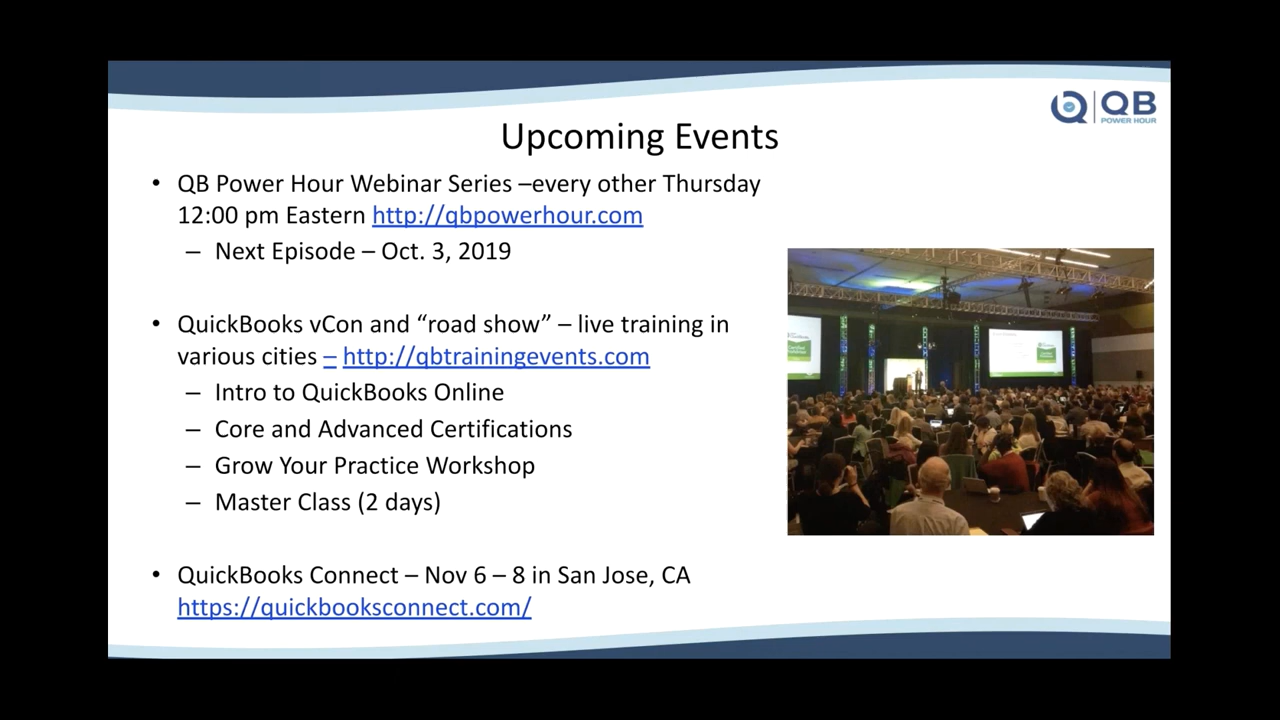 QB
POWER HOUR
Upcoming Events
• QB Power Hour Webinar Series –every other Thursday
12:00 pm Eastern http://qbpowerhour.com
– Next Episode – Oct. 3, 2019
• QuickBooks vCon and “road show” – live training in
various cities – http://qbtrainingevents.com
– Intro to QuickBooks Online
– Core and Advanced Certifications
– Grow Your Practice Workshop
– Master Class (2 days)
• QuickBooks Connect – Nov 6 – 8 in San Jose, CA
https://quickbooksconnect.com/